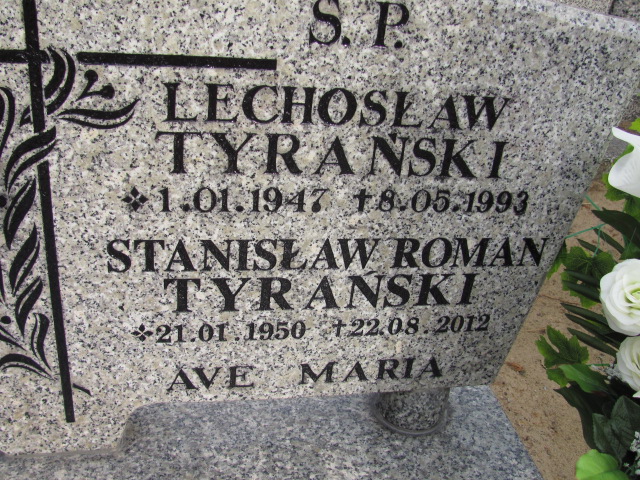 Ś.P.
LECHOSŁAW
TYRAŃSKI
1.01.1947 †8.05.1993
STANISŁAW ROMAN
TYRAŃSKI
21.01.1950 †22.08.2012
AVE MARIA